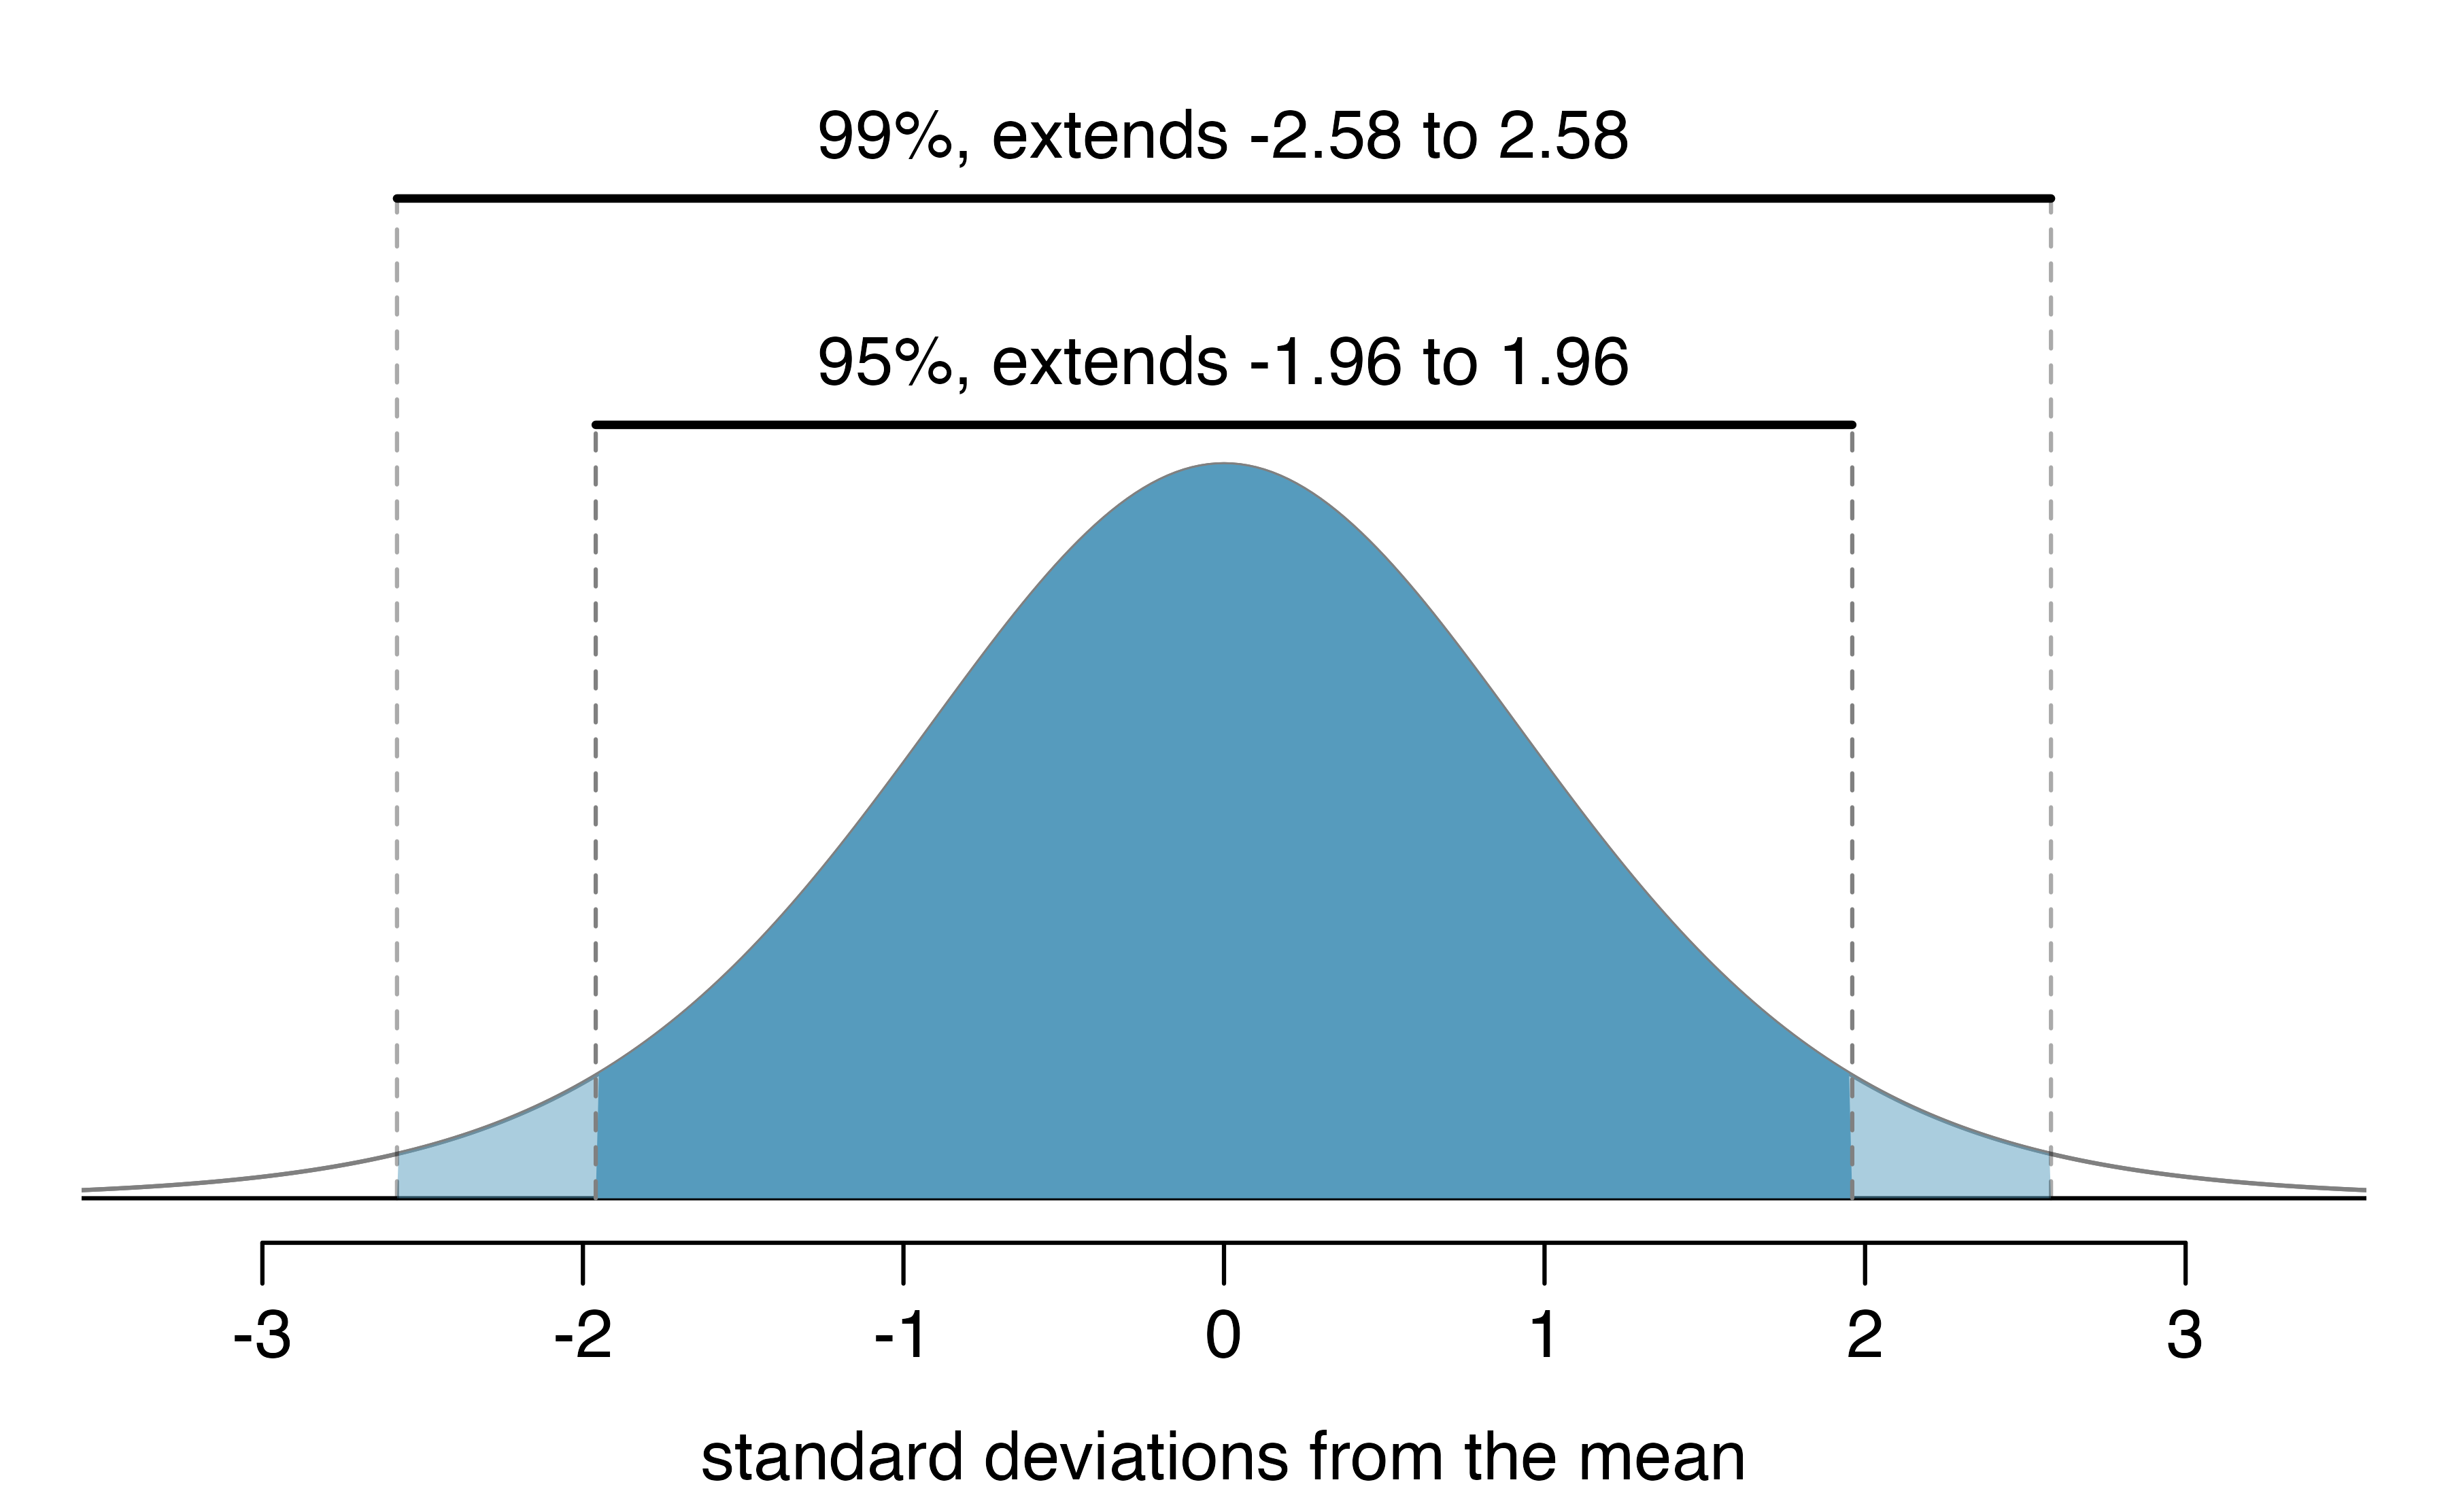 99%, extends -2.58 to 2.58
95%, extends -1.96 to 1.96
-3 -2 -1 0 1 2 3
standard deviations from the mean